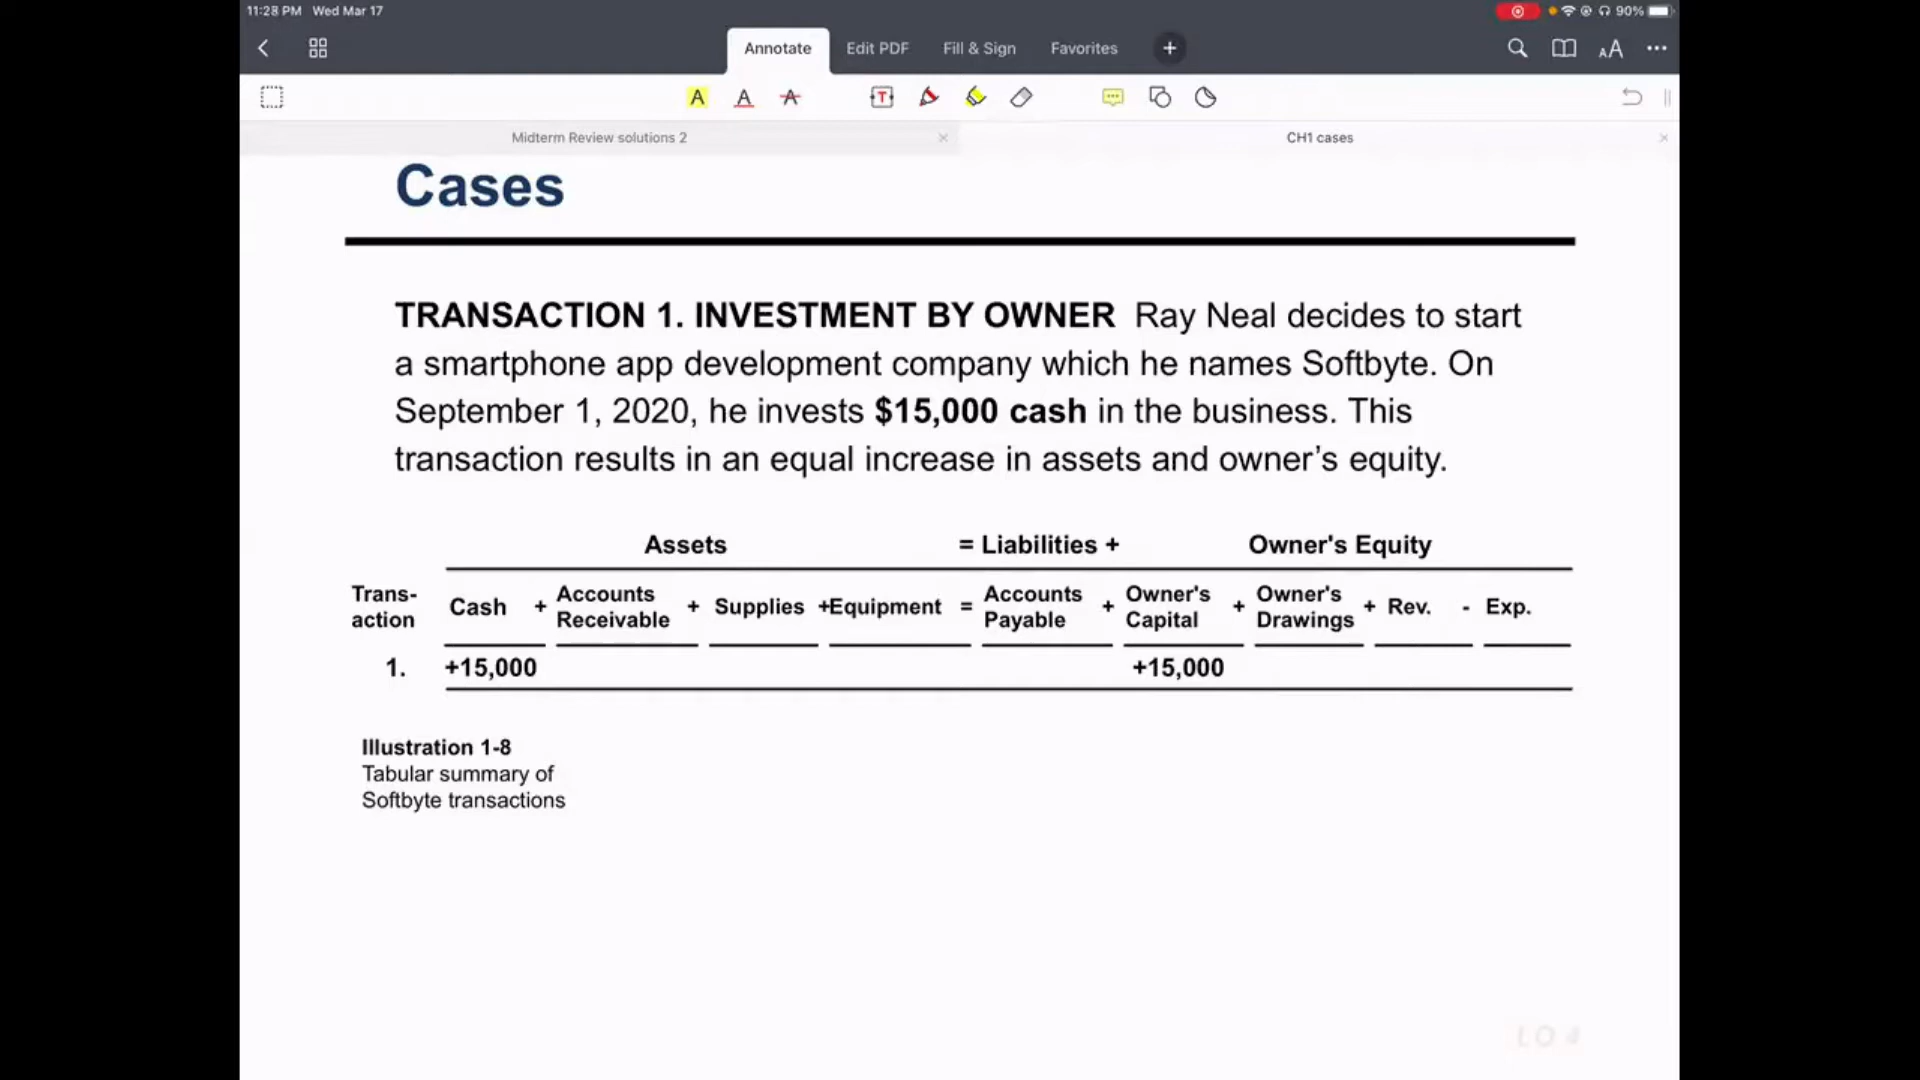 11:28 PM Wed Mar 17
90%
Annotate Edit PDF Fill & Sign Favorites
AA
A A A T
Midterm Review solutions 2
CH1 cases
Cases
TRANSACTION 1. INVESTMENT BY OWNER Ray Neal decides to start
a smartphone app development company which he names Softbyte. On
September 1, 2020, he invests $15,000 cash in the business. This
transaction results in an equal increase in assets and owner’s equity.
Assets = Liabilities + Owner's Equity
Trans-
action
Cash + Accounts
Receivable + Supplies +Equipment = Accounts
Payable + Owner's
Capital + Owner's
Drawings + Rev. - Exp.
1. +15,000 +15,000
Illustration 1-8
Tabular summary of
Softbyte transactions
LO 4